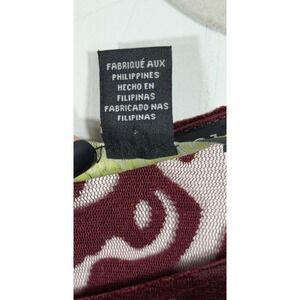 FABRIQUÉ AUX
PHILIPPINES
HECHO EN
FILIPINAS
FABRICADO NAS
FILIPINAS